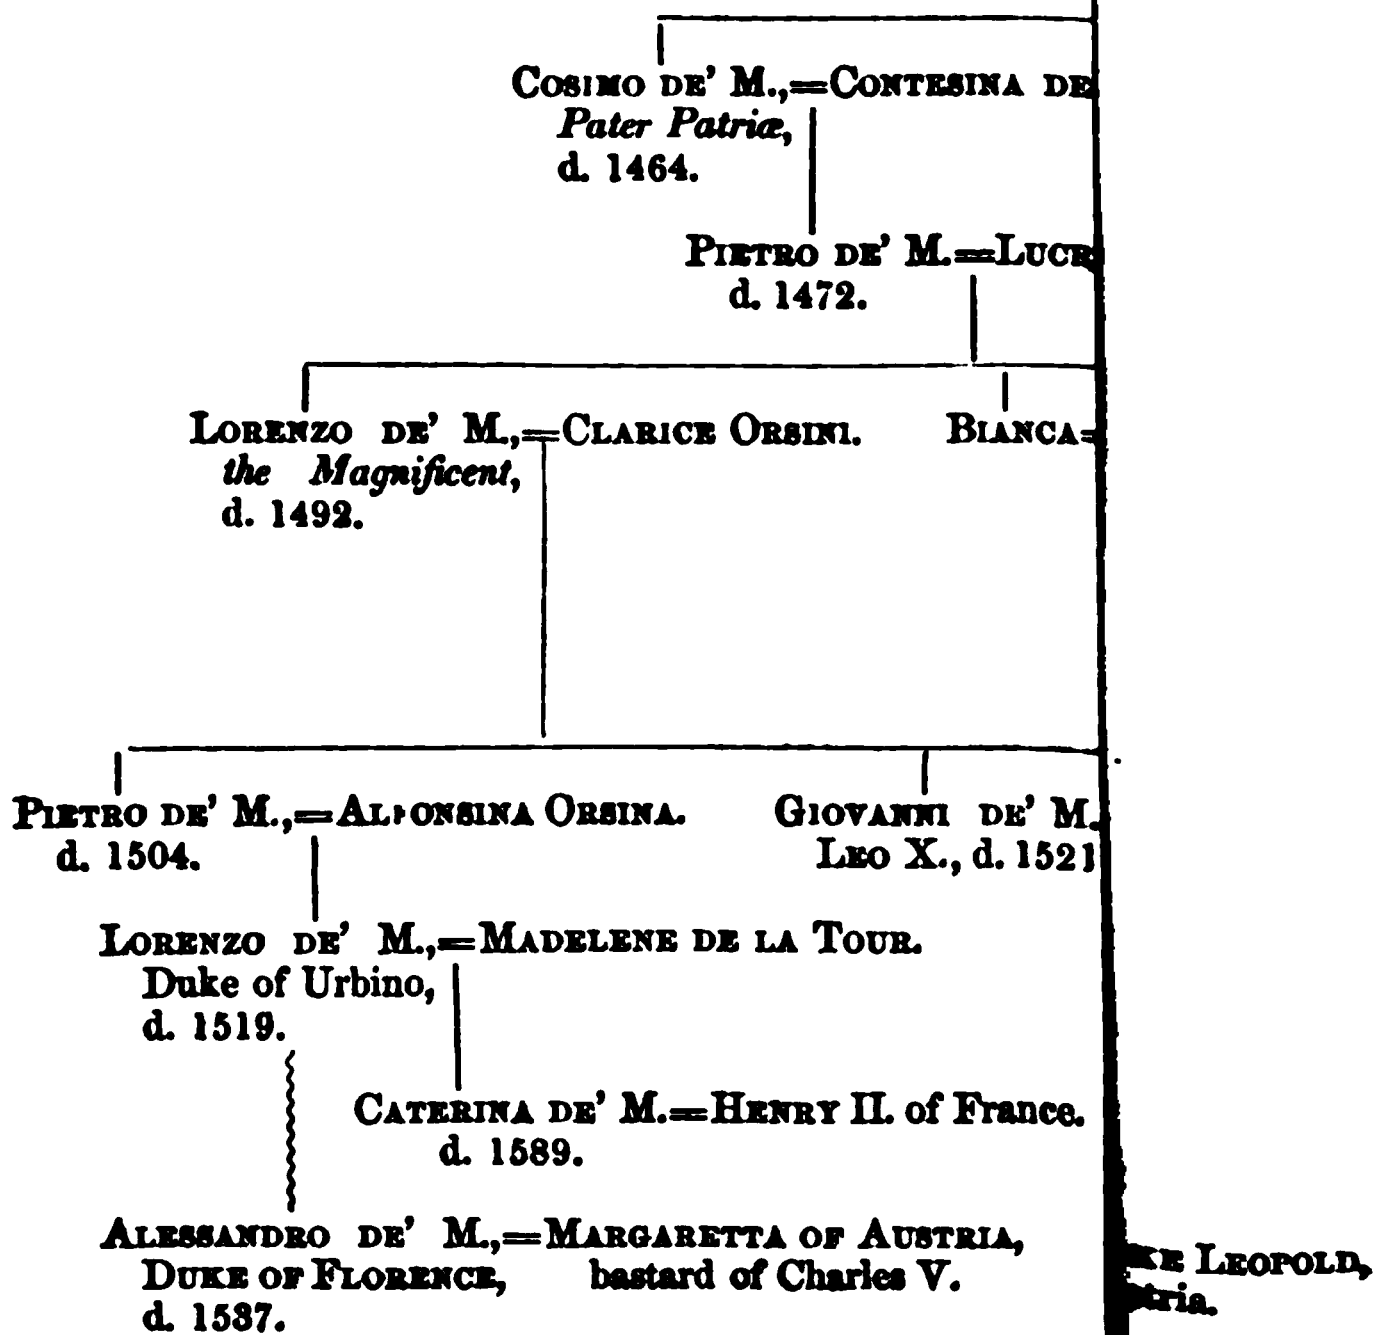 COSIMO DE' M.,=CONTESINA DE
Pater Patriæ,
d. 1464.
PIETRO DE' M.=LUCR
d. 1472.
LORENZO DE' M.,=CLARICE ORSINI. BIANCA=
the Magnificent,
d. 1492.
PIETRO DE' M.,=ALFONSINA ORSINA. GIOVANNI DE' M.
d. 1504. LEO X., d. 1521
LORENZO DE' M.,=MADELENE DE LA TOUR.
Duke of Urbino,
d. 1519.
CATERINA DE' M.=HENRY II. of France.
d. 1589.
ALESSANDRO DE' M.,=MARGARETTA OF AUSTRIA,
DUKE OF FLORENCE, bastard of Charles V.
d. 1537.
KE LEOPOLD,
tria.